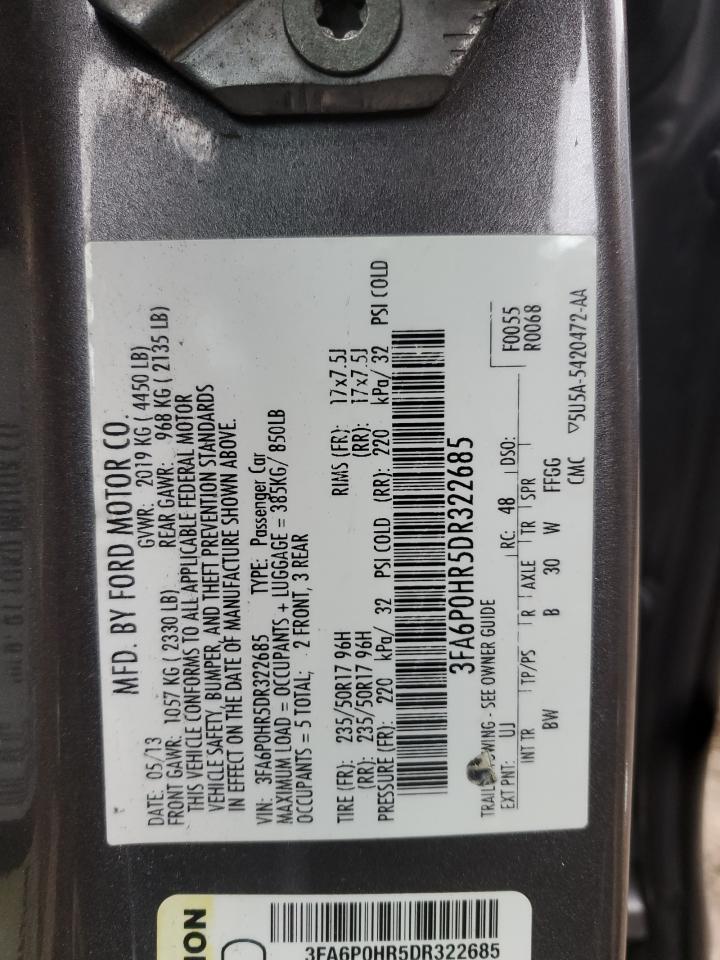 MFD. BY FORD MOTOR CO.
DATE: 05/13 GVWR: 2019 KG ( 4450 LB)
FRONT GAWR: 1057 KG ( 2330 LB) REAR GAWR: 968 KG ( 2135 LB)
THIS VEHICLE CONFORMS TO ALL APPLICABLE FEDERAL MOTOR
VEHICLE SAFETY, BUMPER, AND THEFT PREVENTION STANDARDS
IN EFFECT ON THE DATE OF MANUFACTURE SHOWN ABOVE.
VIN: 3FA6P0HR5DR322685 TYPE: Passenger Car
MAXIMUM LOAD = OCCUPANTS + LUGGAGE = 385KG/ 850LB
OCCUPANTS = 5 TOTAL; 2 FRONT, 3 REAR
TIRE (FR): 235/50R17 96H RIMS (FR): 17x7.5J
(RR): 235/50R17 96H (RR): 17x7.5J
PRESSURE (FR): 220 kPa/ 32 PSI COLD (RR): 220 kPa/ 32 PSI COLD
3FA6P0HR5DR322685
TOWING - SEE OWNER GUIDE F0055
EXT PNT: UJ RC: 48 DSO: R0068
INT TR TP/PS R AXLE TR SPR
BW B 30 W FFGG
CMC ▽5U5A-5420472-AA
3FA6P0HR5DR322685